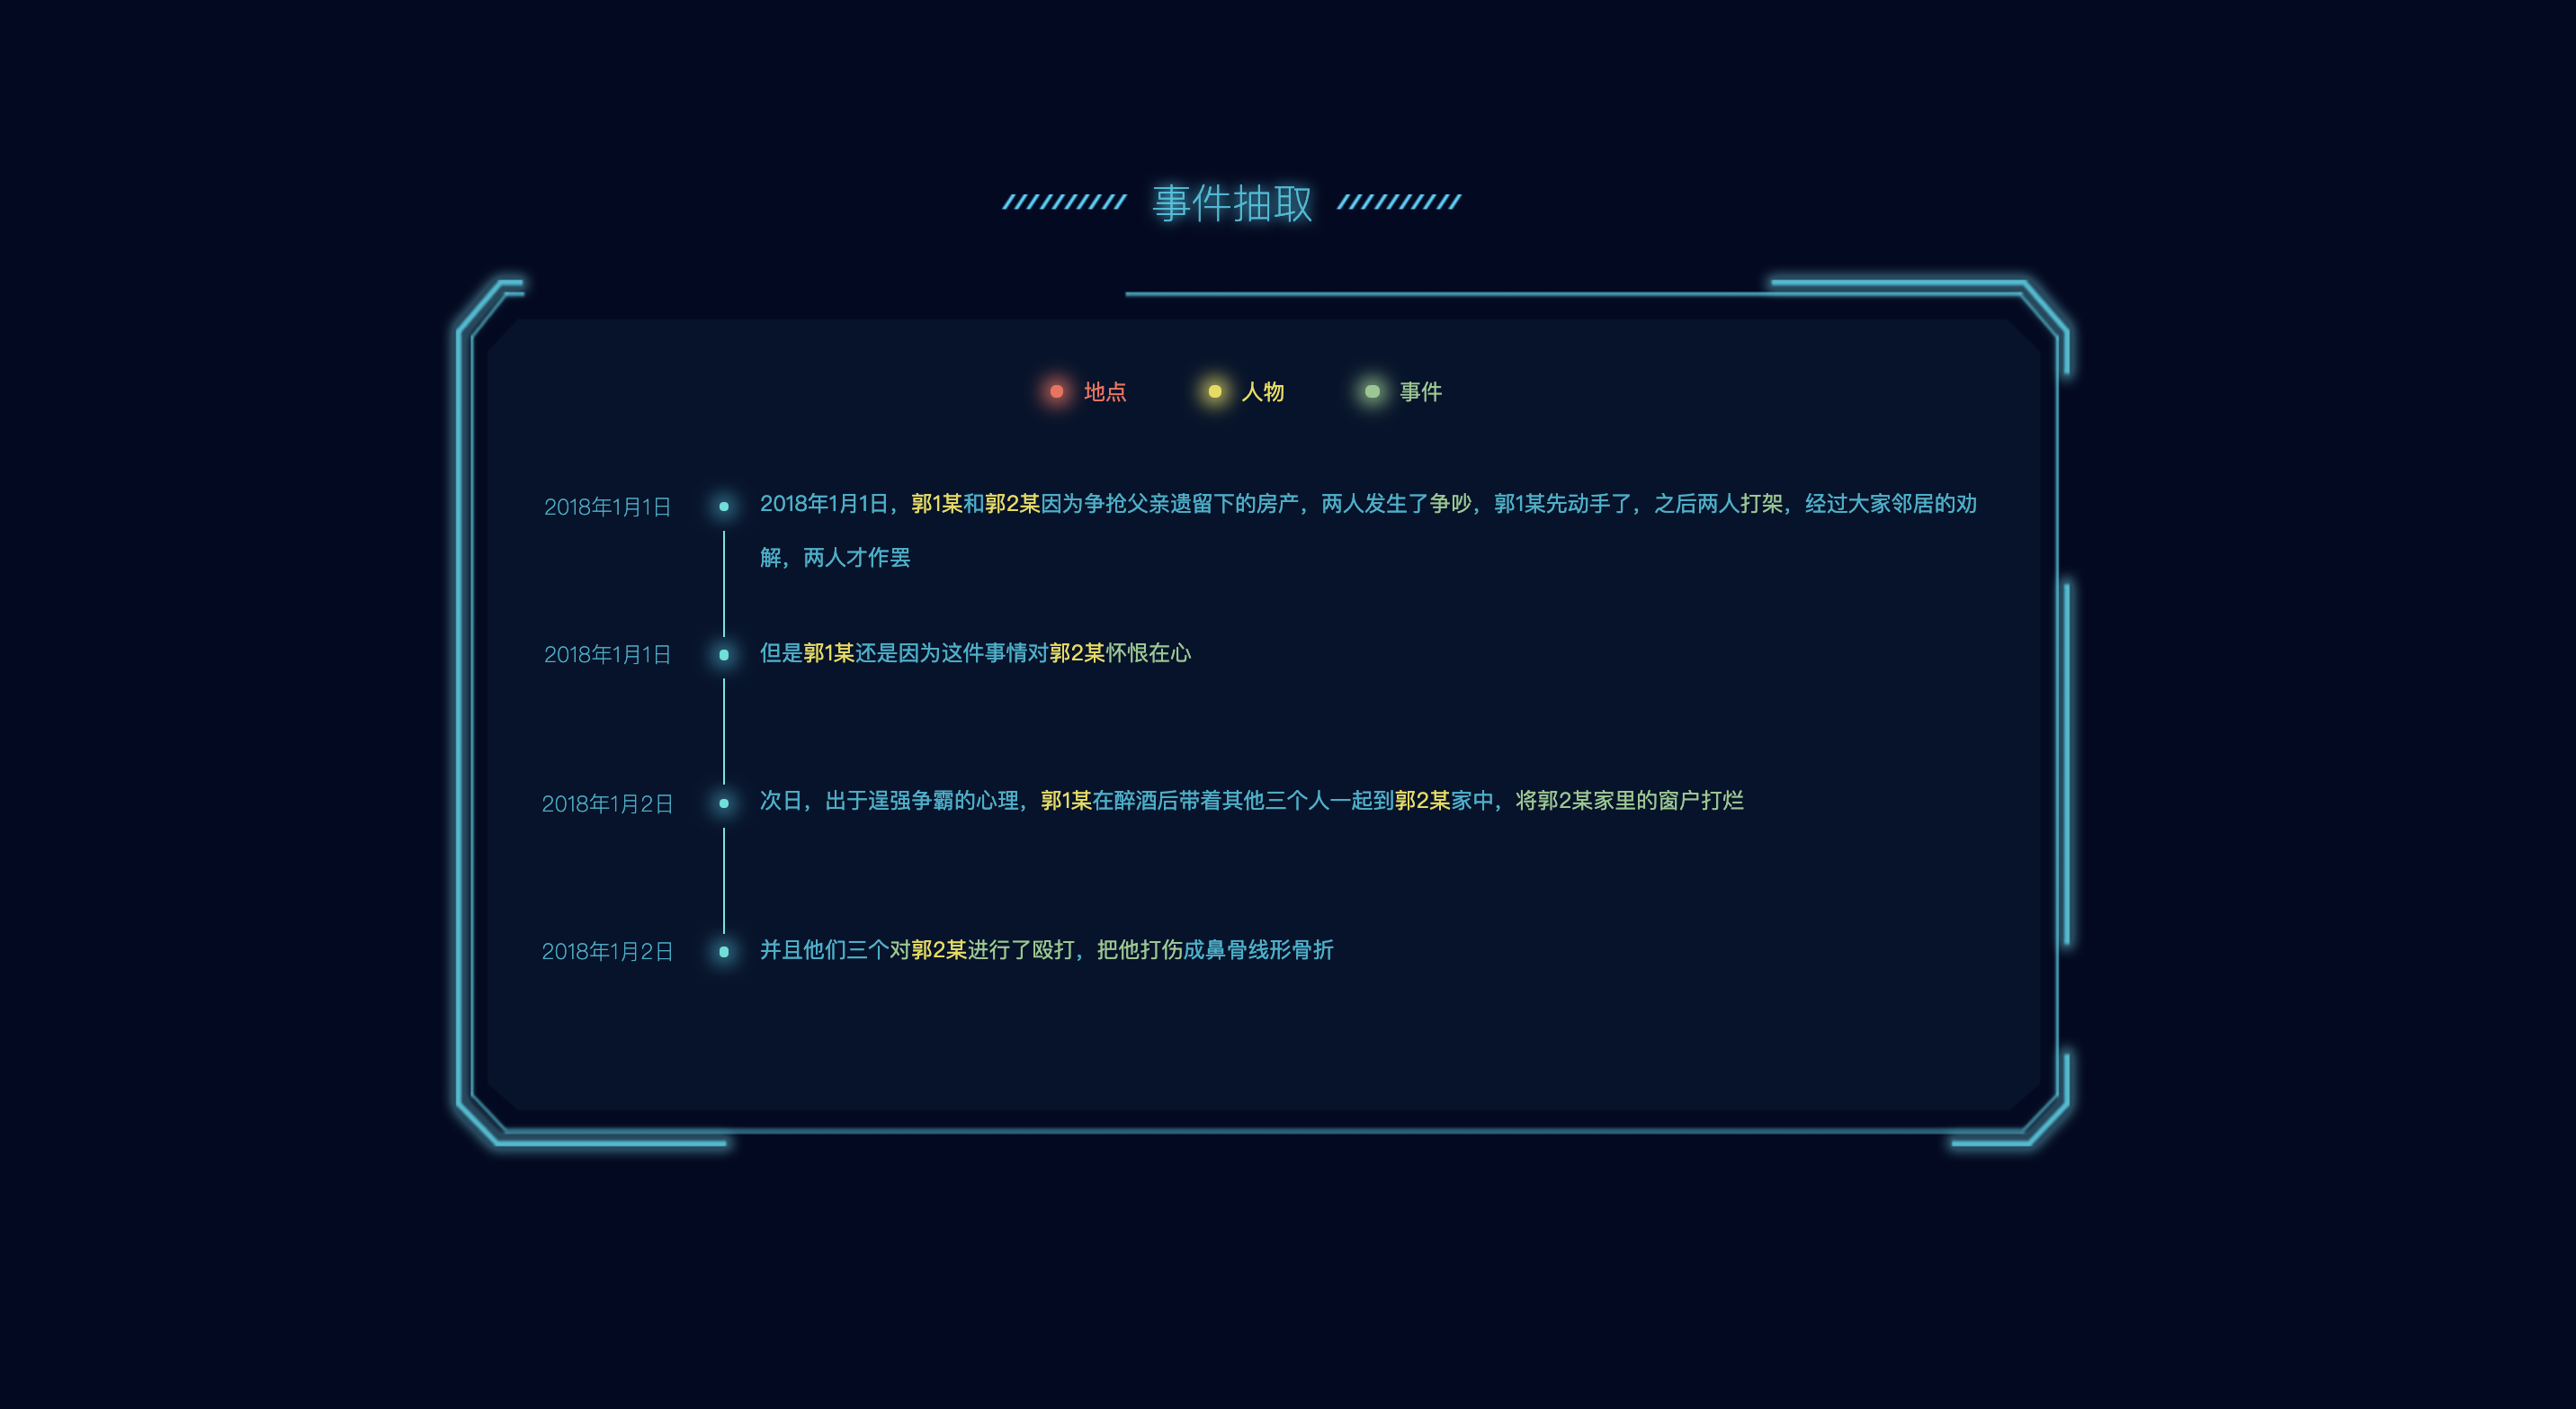 事件抽取
地点 人物 事件
2018年1月1日 2018年1月1日，郭1某和郭2某因为争抢父亲遗留下的房产，两人发生了争吵，郭1某先动手了，之后两人打架，经过大家邻居的劝
解，两人才作罢
2018年1月1日 但是郭1某还是因为这件事情对郭2某怀恨在心
2018年1月2日 次日，出于逞强争霸的心理，郭1某在醉酒后带着其他三个人一起到郭2某家中，将郭2某家里的窗户打烂
2018年1月2日 并且他们三个对郭2某进行了殴打，把他打伤成鼻骨线形骨折